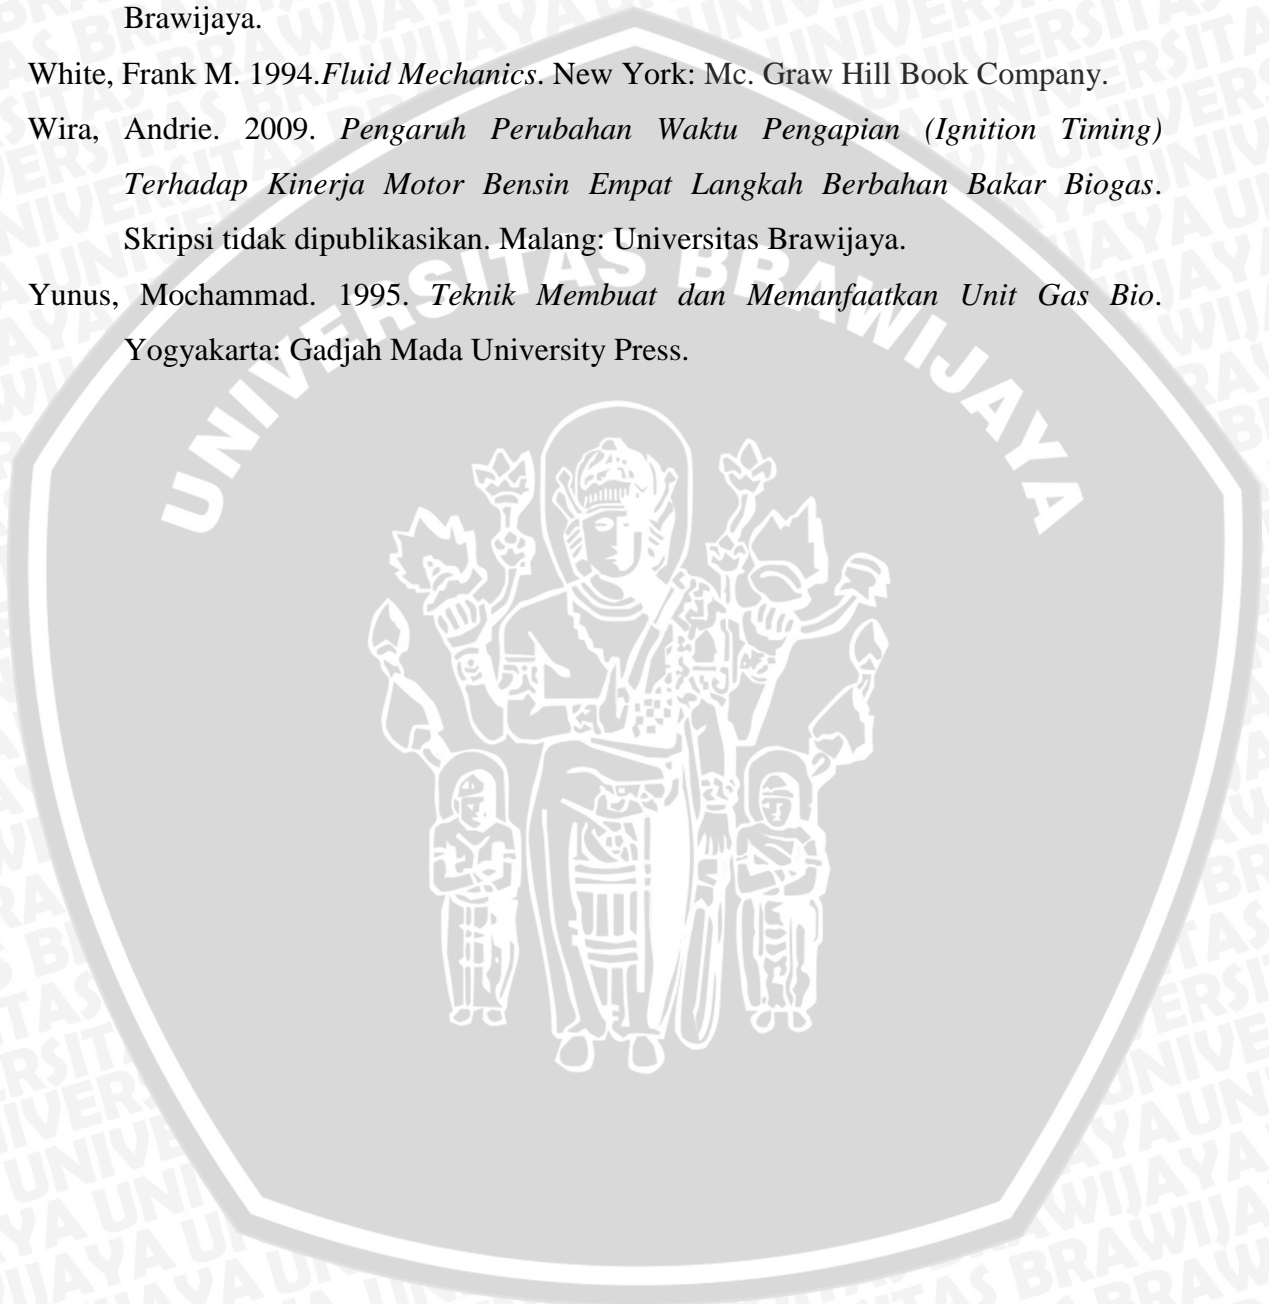 Brawijaya.
White, Frank M. 1994.Fluid Mechanics. New York: Mc. Graw Hill Book Company.
Wira, Andrie. 2009. Pengaruh Perubahan Waktu Pengapian (Ignition Timing)
Terhadap Kinerja Motor Bensin Empat Langkah Berbahan Bakar Biogas.
Skripsi tidak dipublikasikan. Malang: Universitas Brawijaya.
Yunus, Mochammad. 1995. Teknik Membuat dan Memanfaatkan Unit Gas Bio.
Yogyakarta: Gadjah Mada University Press.
UNIVERSITAS BRAWIJAYA